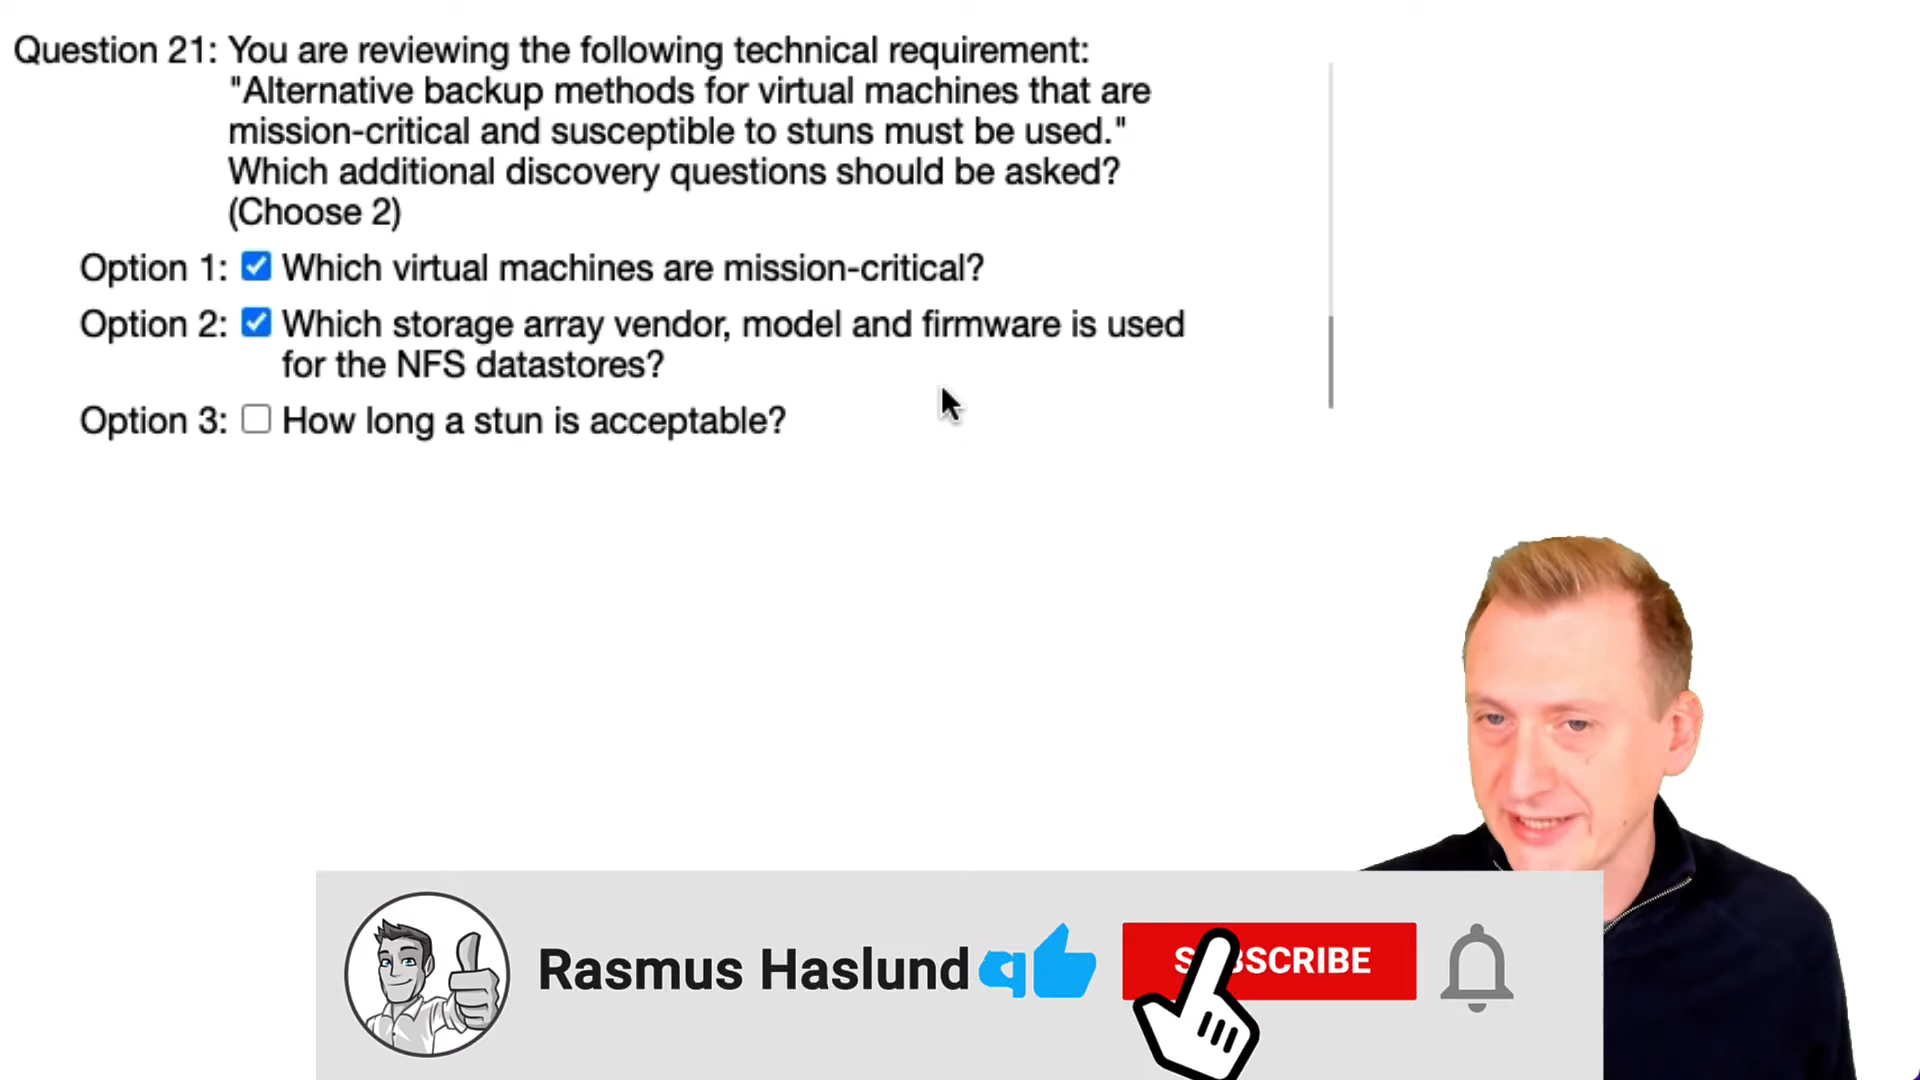 Question 21: You are reviewing the following technical requirement:
"Alternative backup methods for virtual machines that are
mission-critical and susceptible to stuns must be used."
Which additional discovery questions should be asked?
(Choose 2)
Option 1: Which virtual machines are mission-critical?
Option 2: Which storage array vendor, model and firmware is used
for the NFS datastores?
Option 3: How long a stun is acceptable?
Rasmus Haslund
SUBSCRIBE